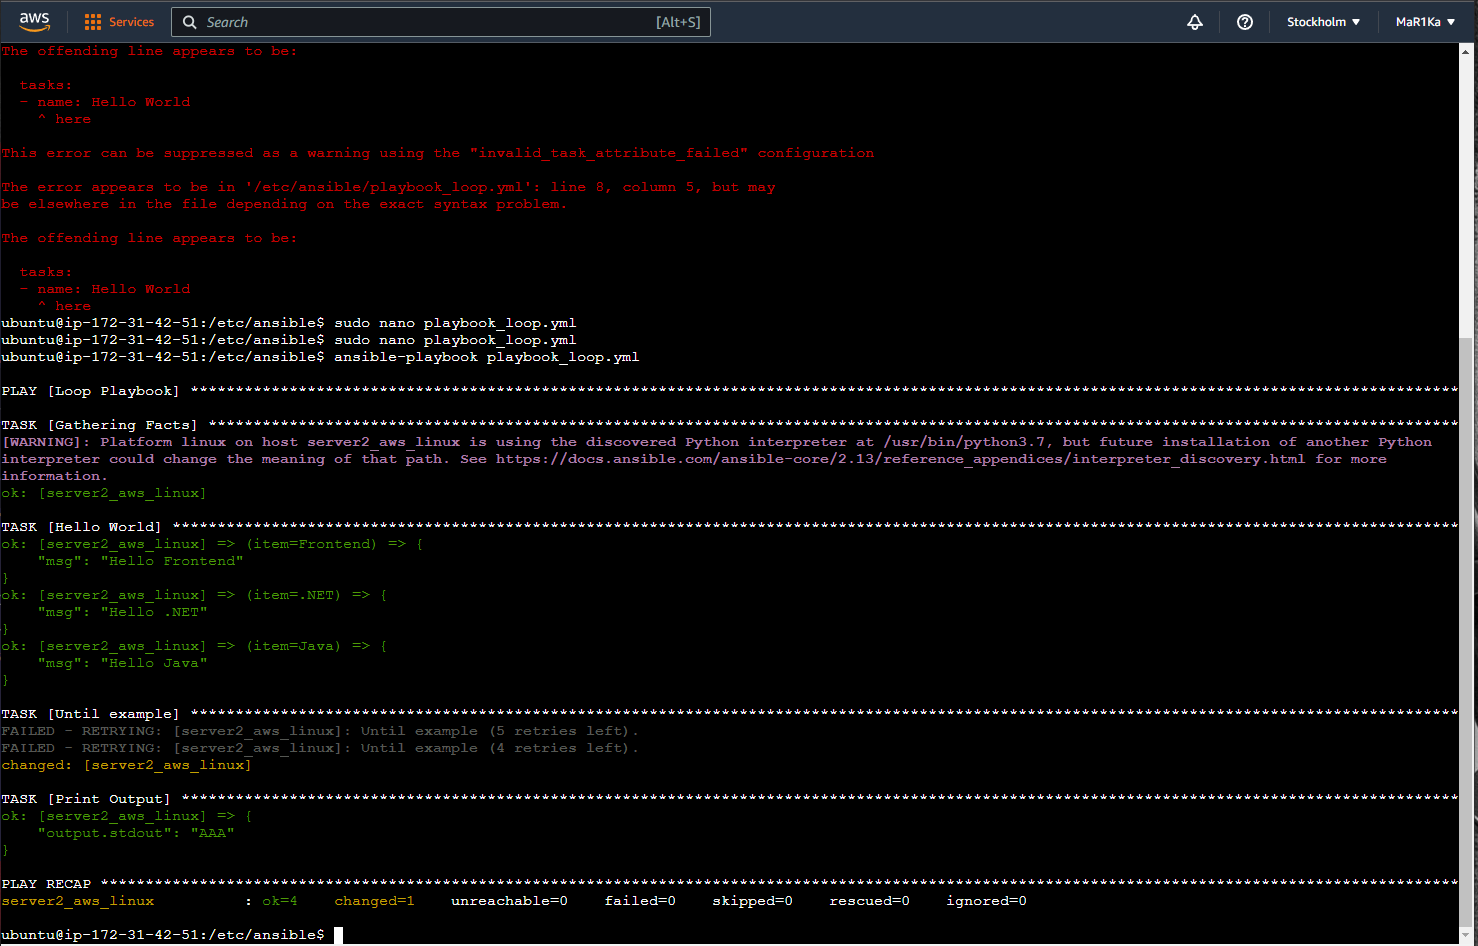 aws Services Search [Alt+S] Stockholm ▼ MaR1Ka ▼
The offending line appears to be:
  tasks:
  - name: Hello World
    ^ here
This error can be suppressed as a warning using the "invalid_task_attribute_failed" configuration
The error appears to be in '/etc/ansible/playbook_loop.yml': line 8, column 5, but may
be elsewhere in the file depending on the exact syntax problem.
The offending line appears to be:
  tasks:
  - name: Hello World
    ^ here
ubuntu@ip-172-31-42-51:/etc/ansible$ sudo nano playbook_loop.yml
ubuntu@ip-172-31-42-51:/etc/ansible$ sudo nano playbook_loop.yml
ubuntu@ip-172-31-42-51:/etc/ansible$ ansible-playbook playbook_loop.yml
PLAY [Loop Playbook] *********************************************************************************************************************************************
TASK [Gathering Facts] *******************************************************************************************************************************************
[WARNING]: Platform linux on host server2_aws_linux is using the discovered Python interpreter at /usr/bin/python3.7, but future installation of another Python
interpreter could change the meaning of that path. See https://docs.ansible.com/ansible-core/2.13/reference_appendices/interpreter_discovery.html for more
information.
ok: [server2_aws_linux]
TASK [Hello World] ***********************************************************************************************************************************************
ok: [server2_aws_linux] => (item=Frontend) => {
    "msg": "Hello Frontend"
}
ok: [server2_aws_linux] => (item=.NET) => {
    "msg": "Hello .NET"
}
ok: [server2_aws_linux] => (item=Java) => {
    "msg": "Hello Java"
}
TASK [Until example] *********************************************************************************************************************************************
FAILED - RETRYING: [server2_aws_linux]: Until example (5 retries left).
FAILED - RETRYING: [server2_aws_linux]: Until example (4 retries left).
changed: [server2_aws_linux]
TASK [Print Output] **********************************************************************************************************************************************
ok: [server2_aws_linux] => {
    "output.stdout": "AAA"
}
PLAY RECAP *******************************************************************************************************************************************************
server2_aws_linux          : ok=4    changed=1    unreachable=0    failed=0    skipped=0    rescued=0    ignored=0
ubuntu@ip-172-31-42-51:/etc/ansible$